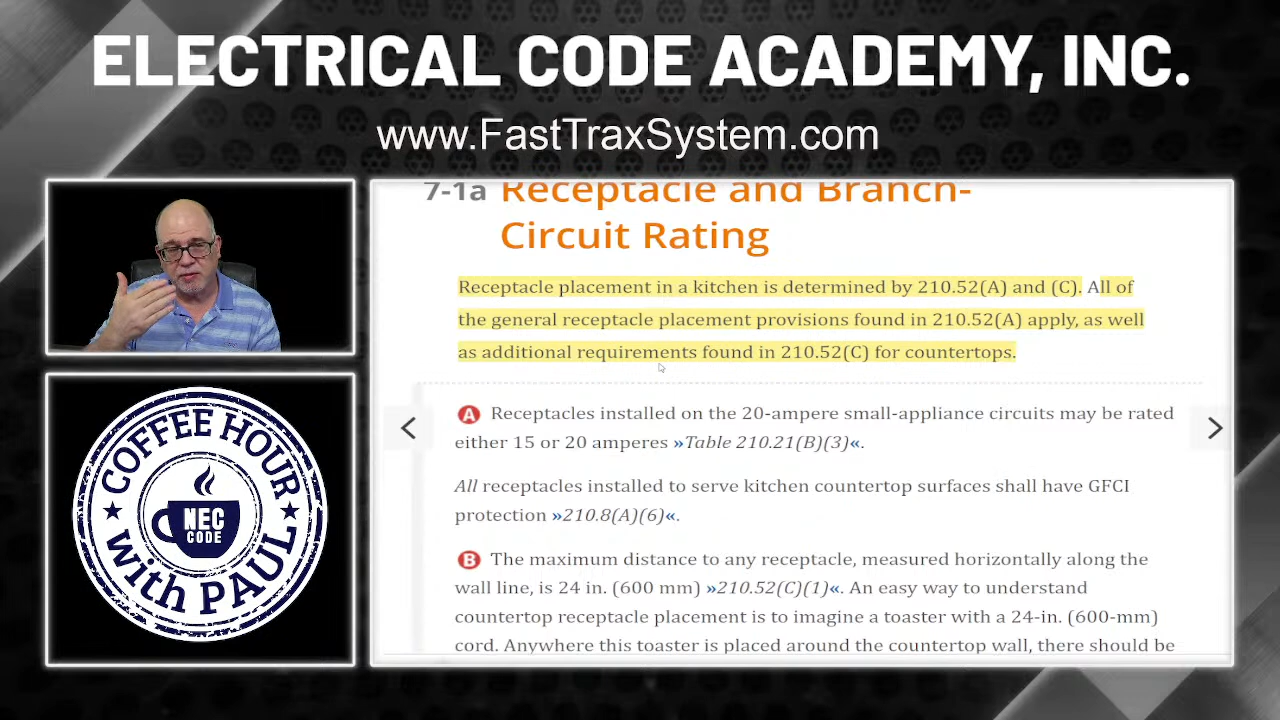 ELECTRICAL CODE ACADEMY, INC.
www.FastTraxSystem.com
7-1a Receptacle and Branch-
Circuit Rating
Receptacle placement in a kitchen is determined by 210.52(A) and (C). All of
the general receptacle placement provisions found in 210.52(A) apply, as well
as additional requirements found in 210.52(C) for countertops.
A Receptacles installed on the 20-ampere small-appliance circuits may be rated
either 15 or 20 amperes »Table 210.21(B)(3)«.
All receptacles installed to serve kitchen countertop surfaces shall have GFCI
protection »210.8(A)(6)«.
B The maximum distance to any receptacle, measured horizontally along the
wall line, is 24 in. (600 mm) »210.52(C)(1)«. An easy way to understand
countertop receptacle placement is to imagine a toaster with a 24-in. (600-mm)
cord. Anywhere this toaster is placed around the countertop wall, there should be
COFFEE HOUR
NEC
CODE
with PAUL